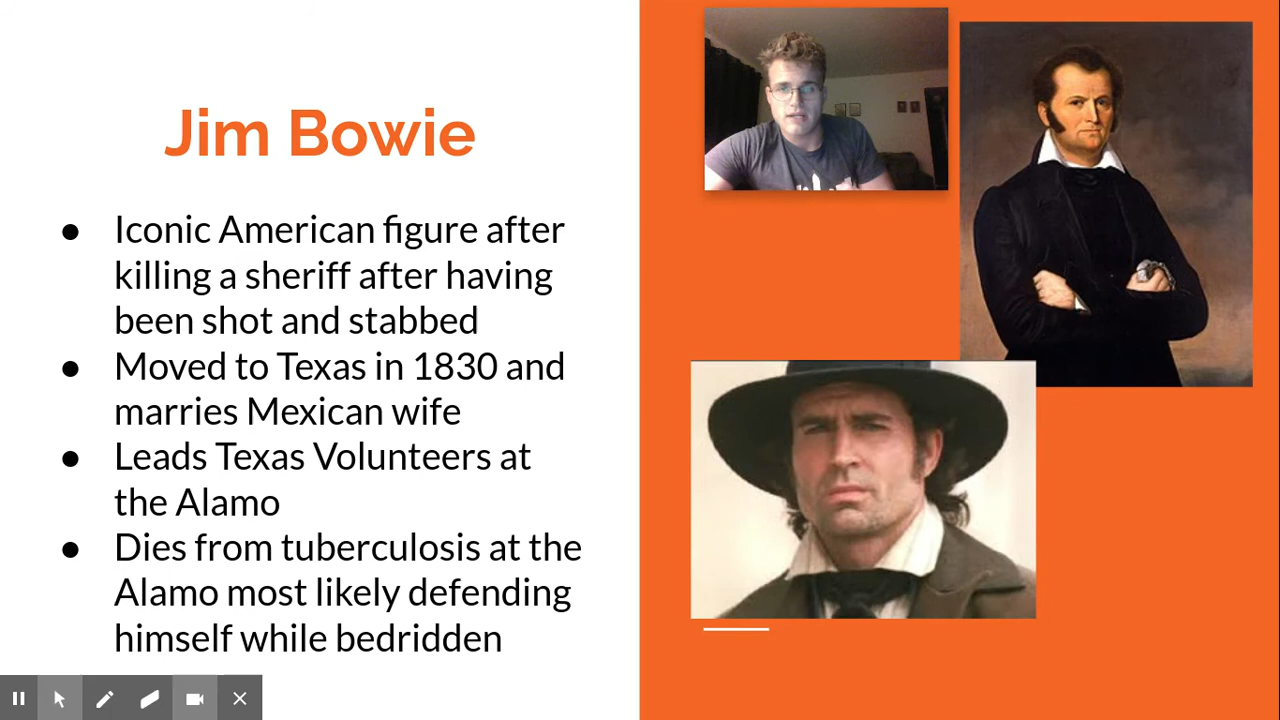 Jim Bowie
● Iconic American figure after
killing a sheriff after having
been shot and stabbed
● Moved to Texas in 1830 and
marries Mexican wife
● Leads Texas Volunteers at
the Alamo
● Dies from tuberculosis at the
Alamo most likely defending
himself while bedridden